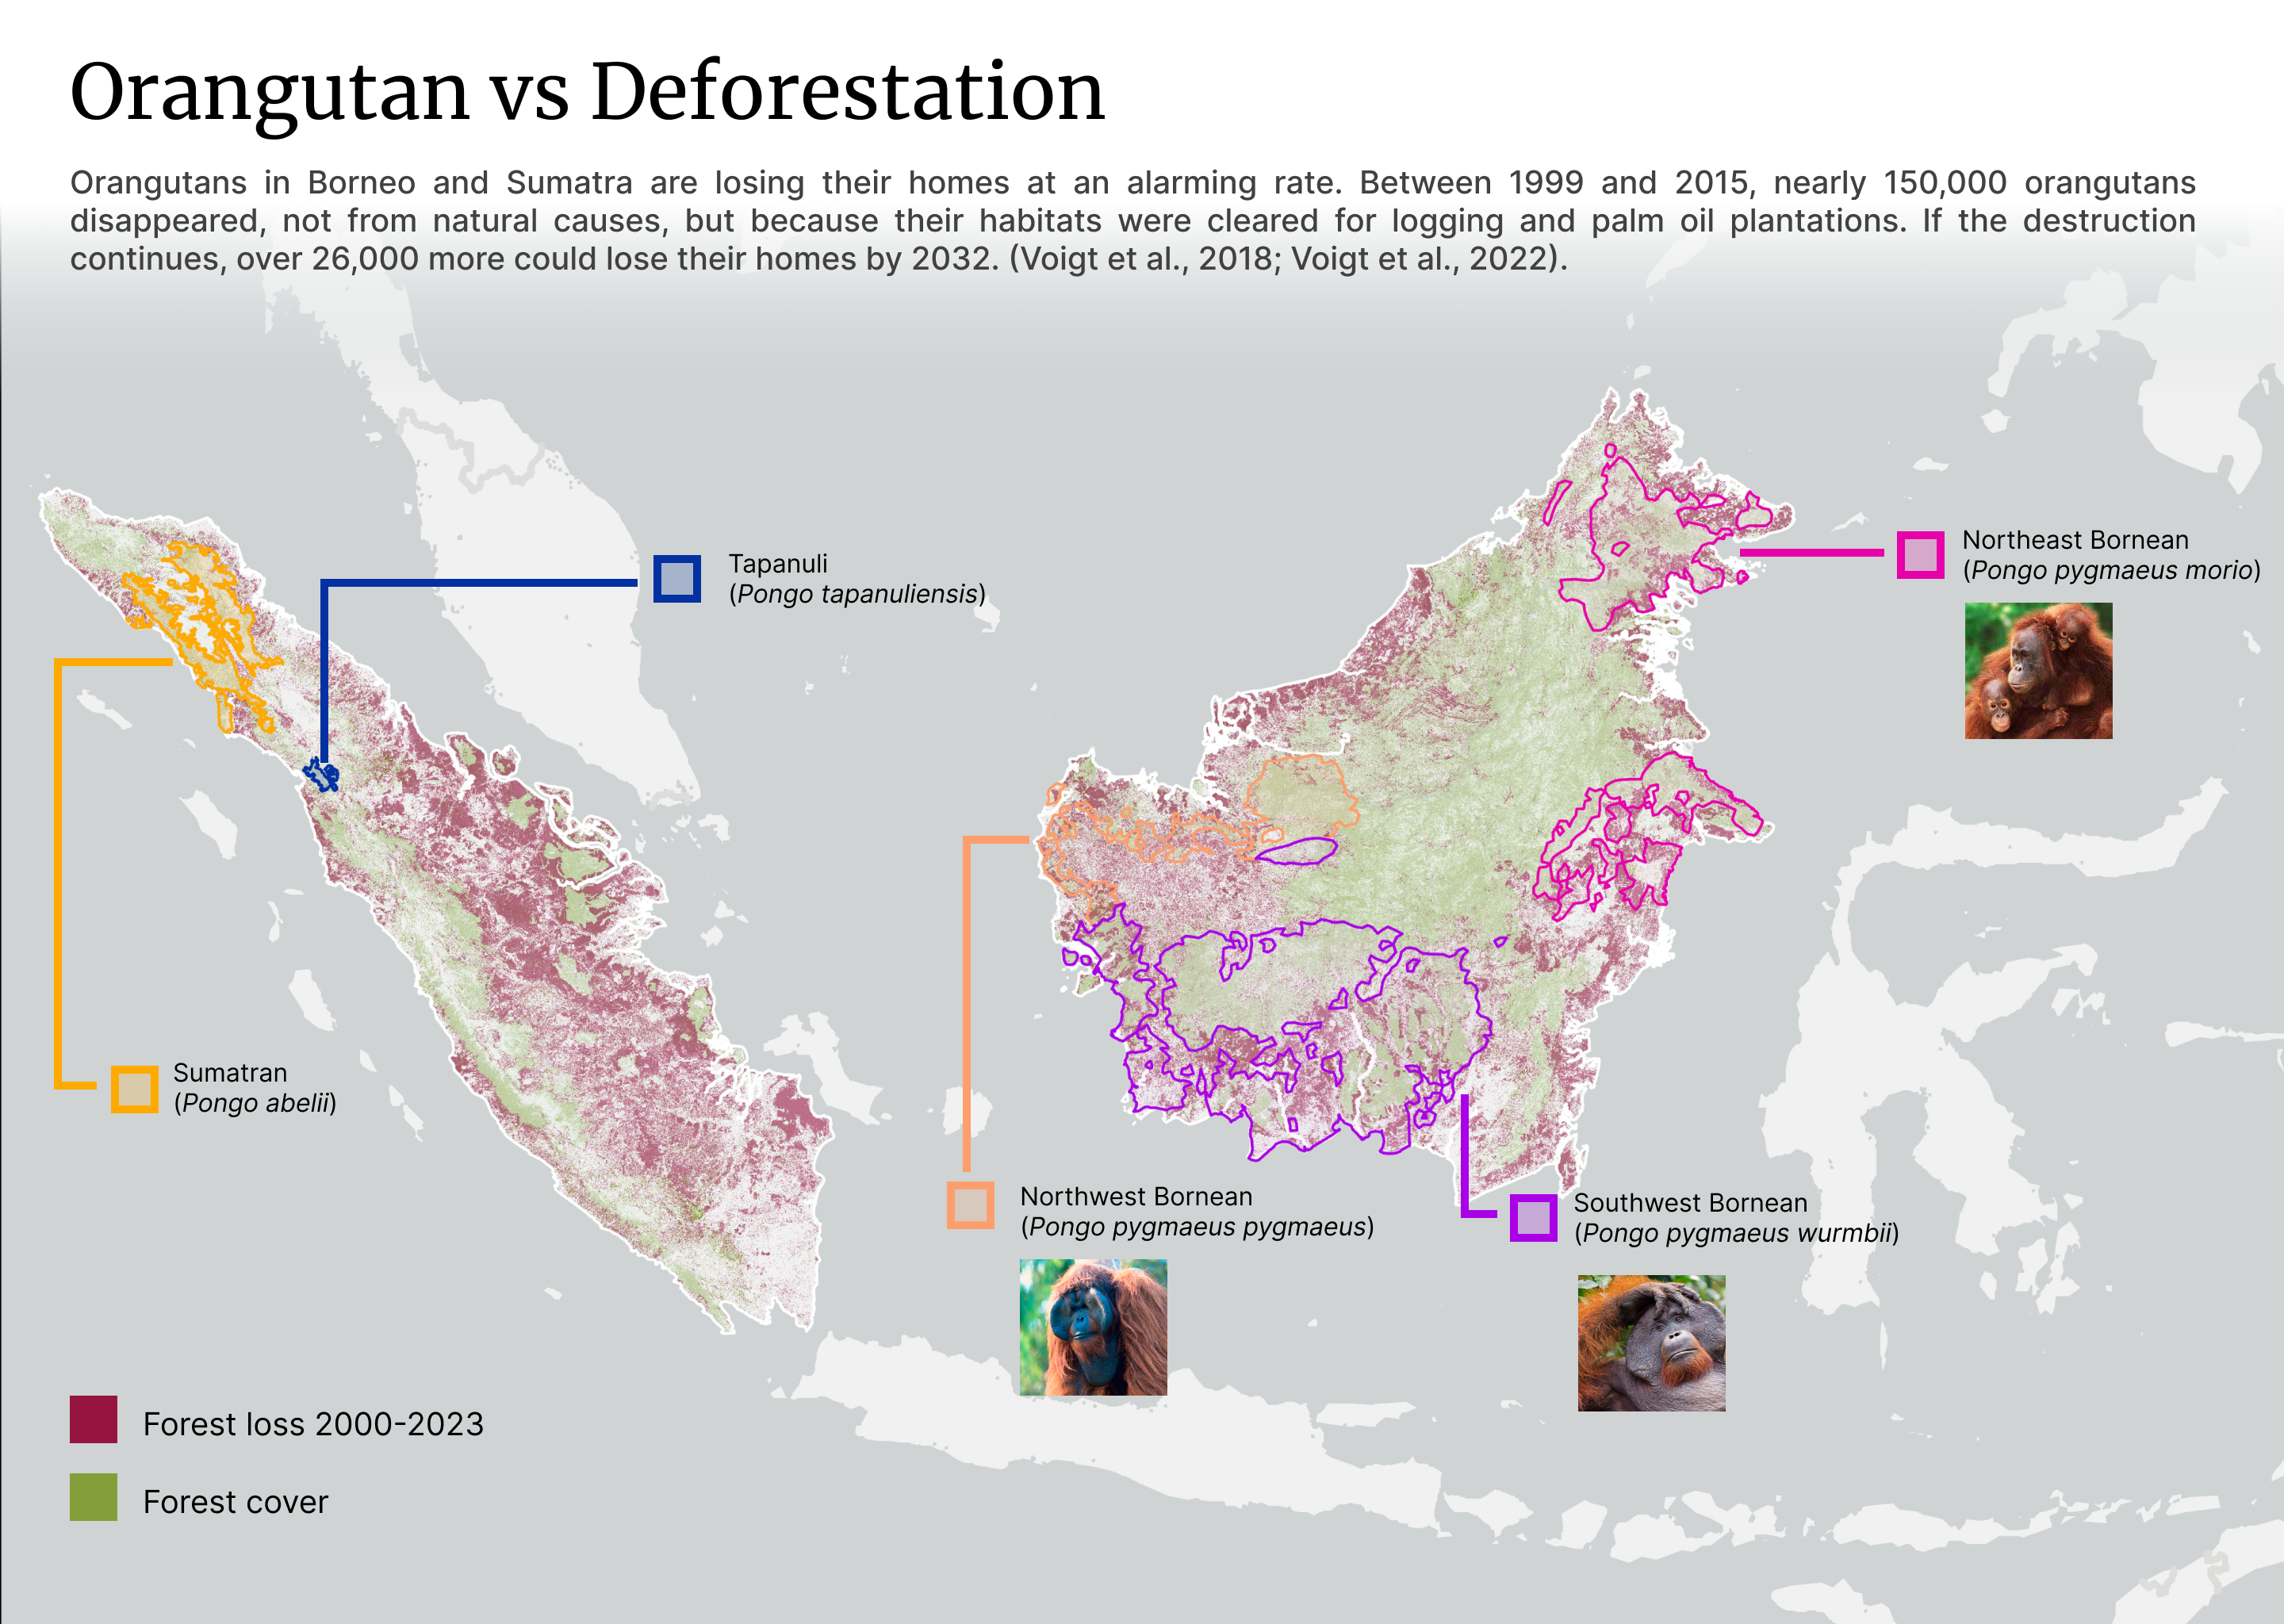 Orangutan vs Deforestation
Orangutans in Borneo and Sumatra are losing their homes at an alarming rate. Between 1999 and 2015, nearly 150,000 orangutans
disappeared, not from natural causes, but because their habitats were cleared for logging and palm oil plantations. If the destruction
continues, over 26,000 more could lose their homes by 2032. (Voigt et al., 2018; Voigt et al., 2022).
Tapanuli
(Pongo tapanuliensis)
Northeast Bornean
(Pongo pygmaeus morio)
Sumatran
(Pongo abelii)
Northwest Bornean
(Pongo pygmaeus pygmaeus)
Southwest Bornean
(Pongo pygmaeus wurmbii)
Forest loss 2000-2023
Forest cover